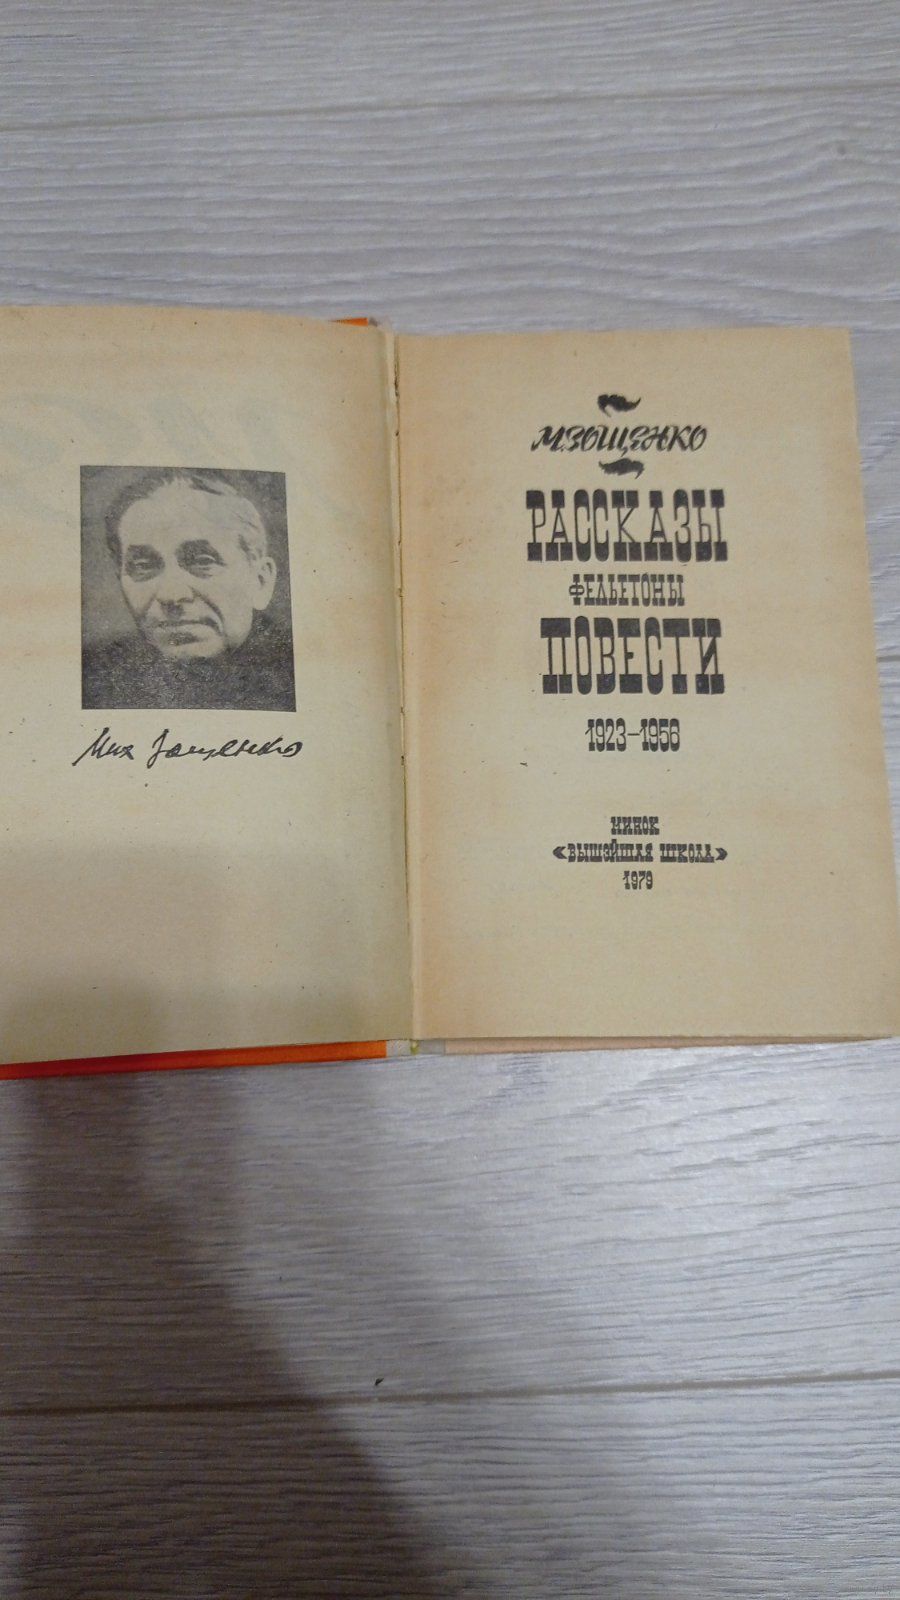 Мих Зощенко
М.ЗОЩЕНКО
РАССКАЗЫ
ФЕЛЬЕТОНЫ
ПОВЕСТИ
1923—1956
МИНСК
«ВЫШЭЙШАЯ ШКОЛА»
1979